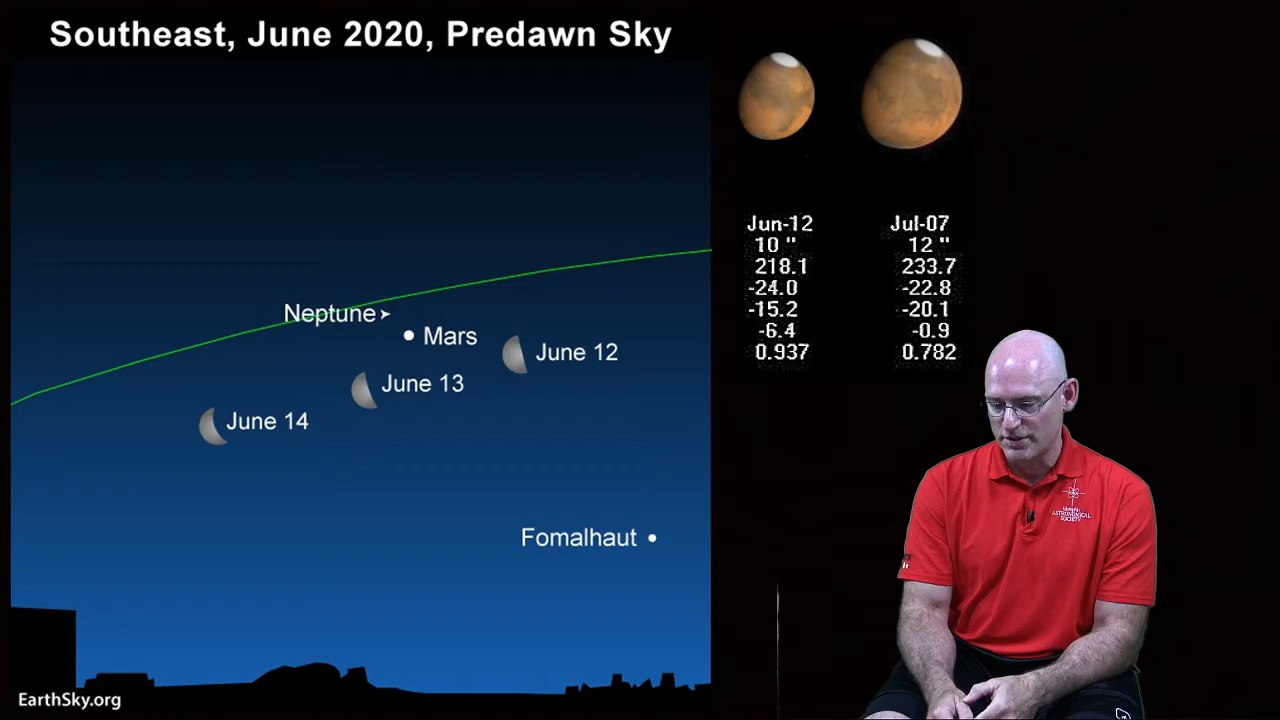 Southeast, June 2020, Predawn Sky
Neptune
Mars
June 12
June 13
June 14
Fomalhaut
EarthSky.org
Jun-12 Jul-07
10 " 12 "
218.1 233.7
-24.0 -22.8
-15.2 -20.1
-6.4 -0.9
0.937 0.782
ASTRONOMICAL
SOCIETY